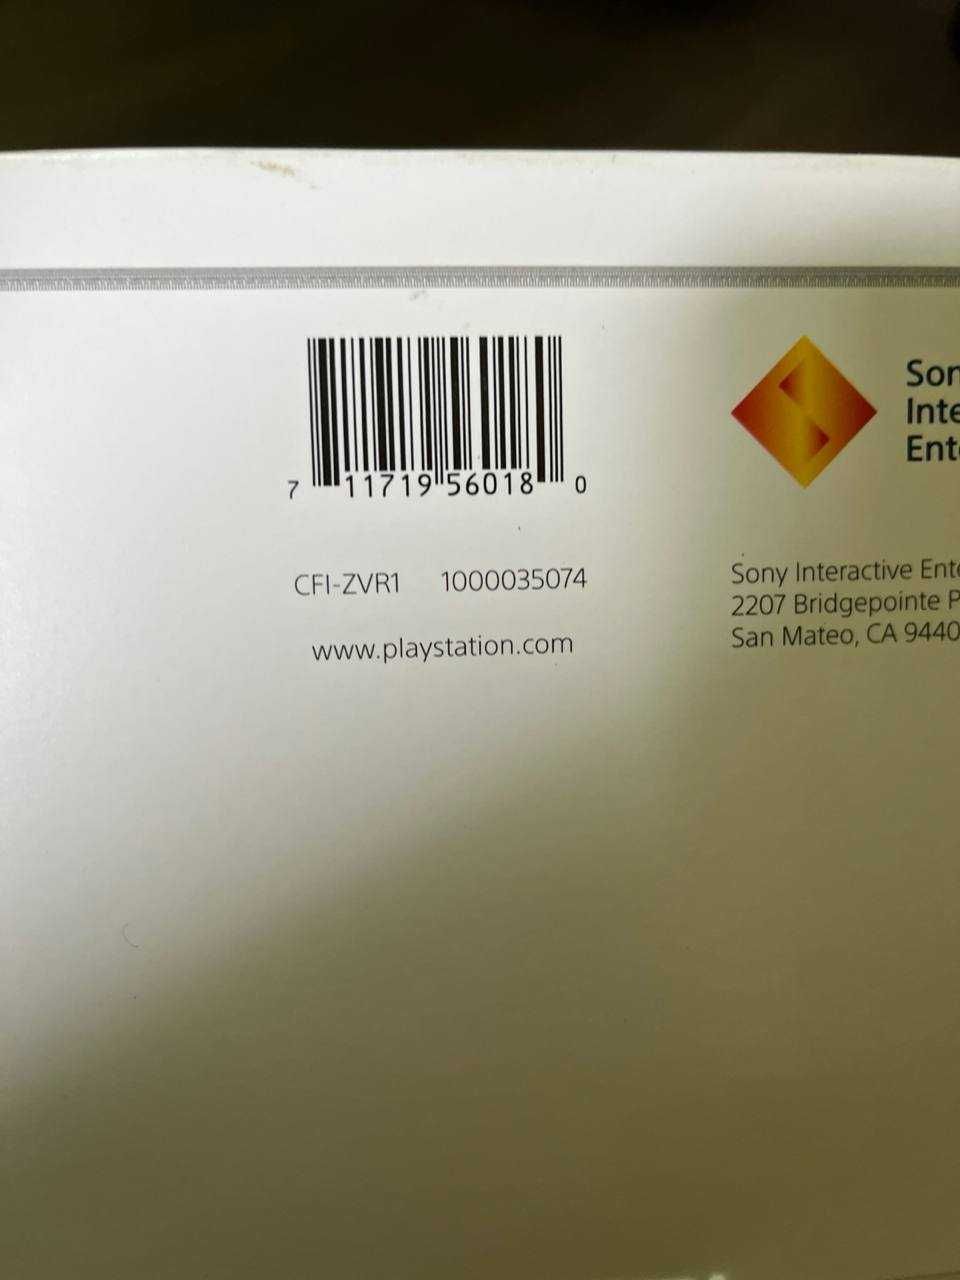 7 11719 56018 0
CFI-ZVR1 1000035074
www.playstation.com
Sony Interactive
2207 Bridgepointe
San Mateo, CA